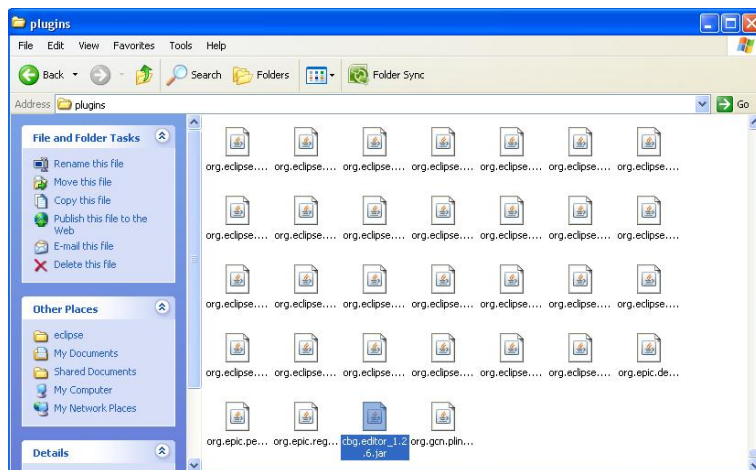 plugins
File Edit View Favorites Tools Help
Back Search Folders Folder Sync
Address plugins Go
File and Folder Tasks
Rename this file
Move this file
Copy this file
Publish this file to the
Web
E-mail this file
Delete this file
Other Places
eclipse
My Documents
Shared Documents
My Computer
My Network Places
Details
org.eclipse.... org.eclipse.... org.eclipse.... org.eclipse.... org.eclipse.... org.eclipse.... org.eclipse....
org.eclipse.... org.eclipse.... org.eclipse.... org.eclipse.... org.eclipse.... org.eclipse.... org.eclipse....
org.eclipse.... org.eclipse.... org.eclipse.... org.eclipse.... org.eclipse.... org.eclipse.... org.eclipse....
org.eclipse.... org.eclipse.... org.eclipse.... org.eclipse.... org.eclipse.... org.eclipse.... org.epic.de...
org.epic.pe... org.epic.reg... cbg.editor_1.2 org.gcn.plin...
.6.jar